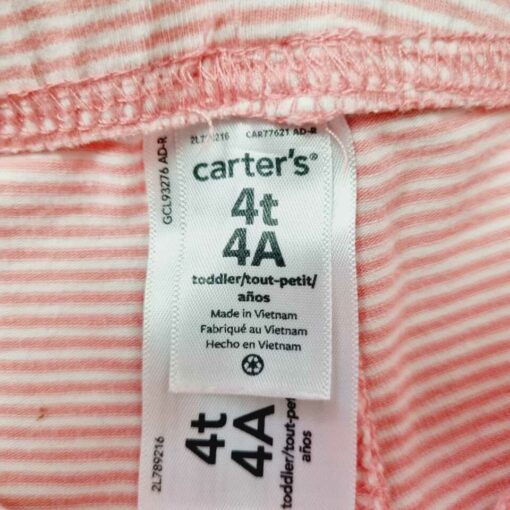 2L789216 CAR77621 AD-R
carter's®
4t
4A
toddler/tout-petit/
años
Made in Vietnam
Fabriqué au Vietnam
Hecho en Vietnam
GCL93276 AD-R
2L789216
4t
4A
toddler/tout-pet
años